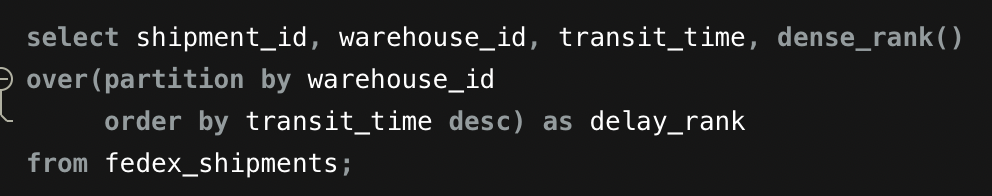 select shipment_id, warehouse_id, transit_time, dense_rank()
over(partition by warehouse_id
     order by transit_time desc) as delay_rank
from fedex_shipments;